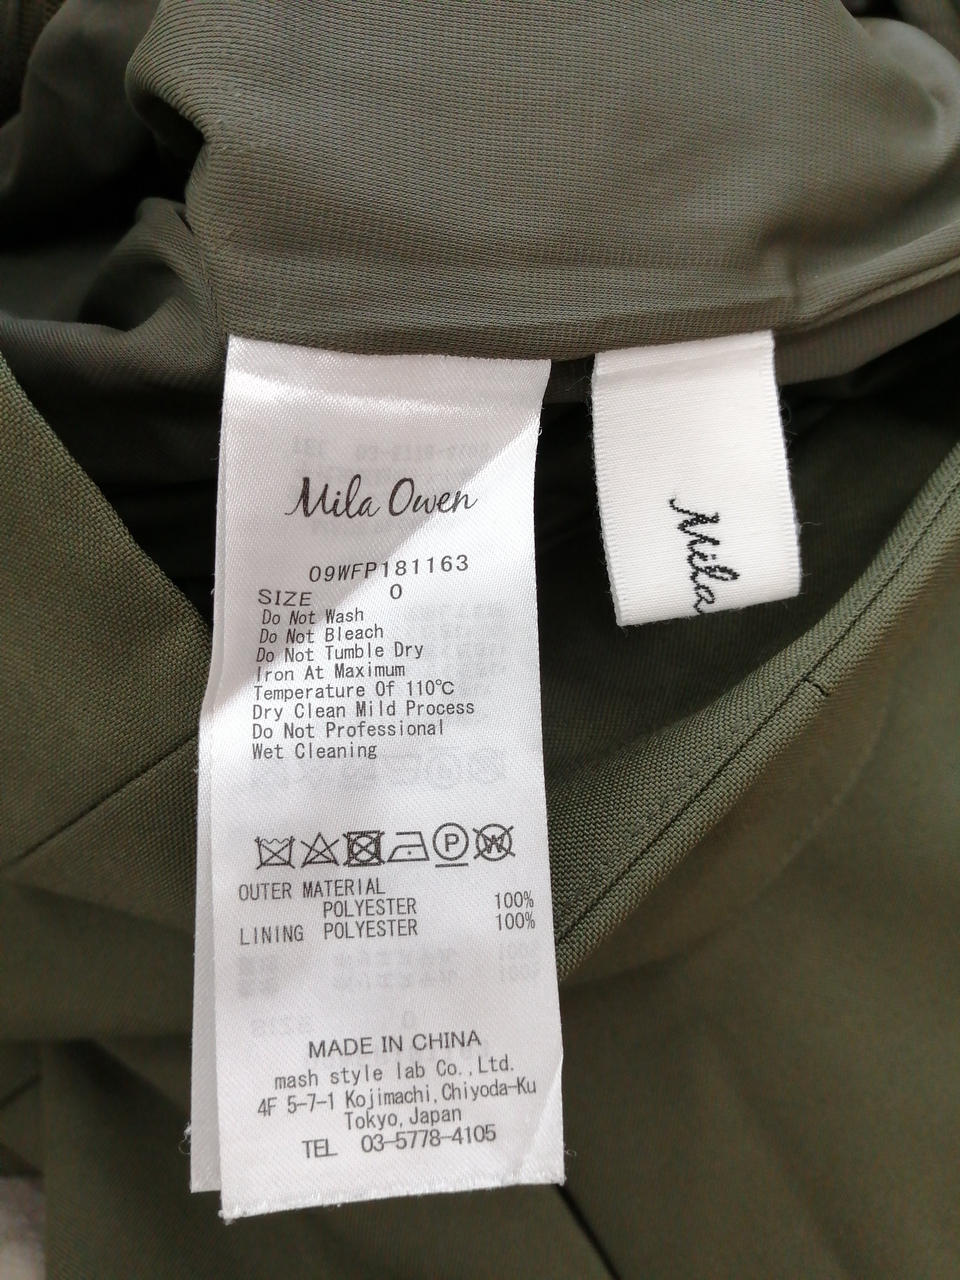 Mila Owen
09WFP181163
SIZE 0
Do Not Wash
Do Not Bleach
Do Not Tumble Dry
Iron At Maximum
Temperature Of 110℃
Dry Clean Mild Process
Do Not Professional
Wet Cleaning
P W
OUTER MATERIAL
POLYESTER 100%
LINING POLYESTER 100%
MADE IN CHINA
mash style lab Co.,Ltd.
4F 5-7-1 Kojimachi,Chiyoda-Ku
Tokyo,Japan
TEL 03-5778-4105
Mila